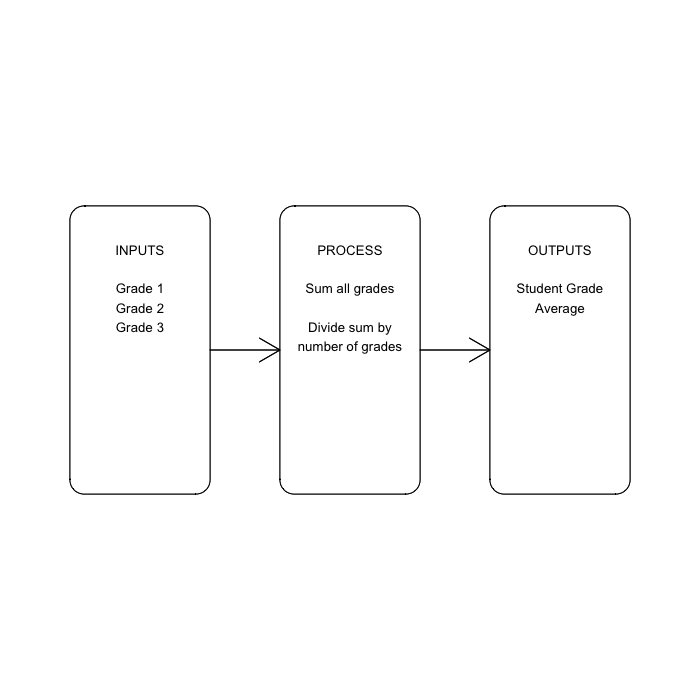 INPUTS
Grade 1
Grade 2
Grade 3
PROCESS
Sum all grades
Divide sum by
number of grades
OUTPUTS
Student Grade
Average